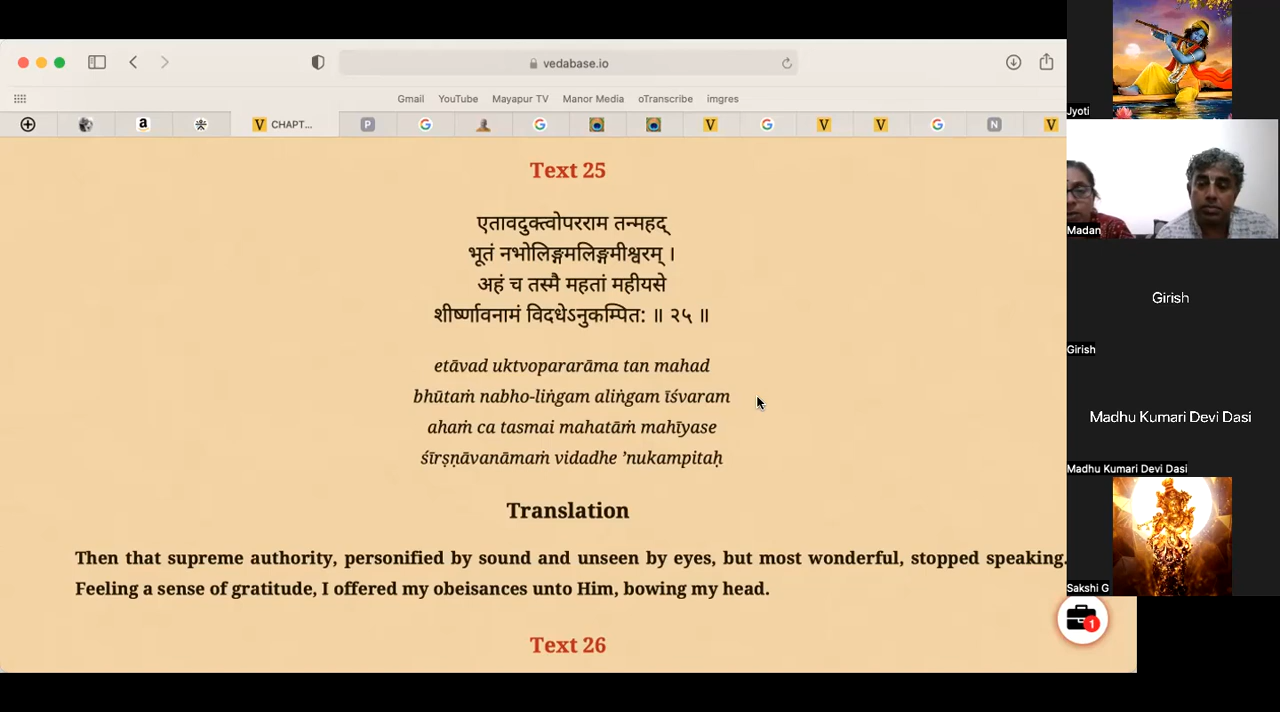 vedabase.io
Gmail YouTube Mayapur TV Manor Media oTranscribe imgres
a V CHAPT... P G G V G V V G N V
Text 25
एतावदुक्त्वोपरराम तन्महद्
भूतं नभोलिङ्गमलिङ्गमीश्वरम् ।
अहं च तस्मै महतां महीयसे
शीर्ष्णावनामं विदधेऽनुकम्पित: ॥ २५ ॥
etāvad uktvopararāma tan mahad
bhūtaṁ nabho-liṅgam aliṅgam īśvaram
ahaṁ ca tasmai mahatāṁ mahīyase
śīrṣṇāvanāmaṁ vidadhe ’nukampitaḥ
Translation
Then that supreme authority, personified by sound and unseen by eyes, but most wonderful, stopped speaking.
Feeling a sense of gratitude, I offered my obeisances unto Him, bowing my head.
Text 26
1
Jyoti
Madan
Girish
Girish
Madhu Kumari Devi Dasi
Madhu Kumari Devi Dasi
Sakshi G